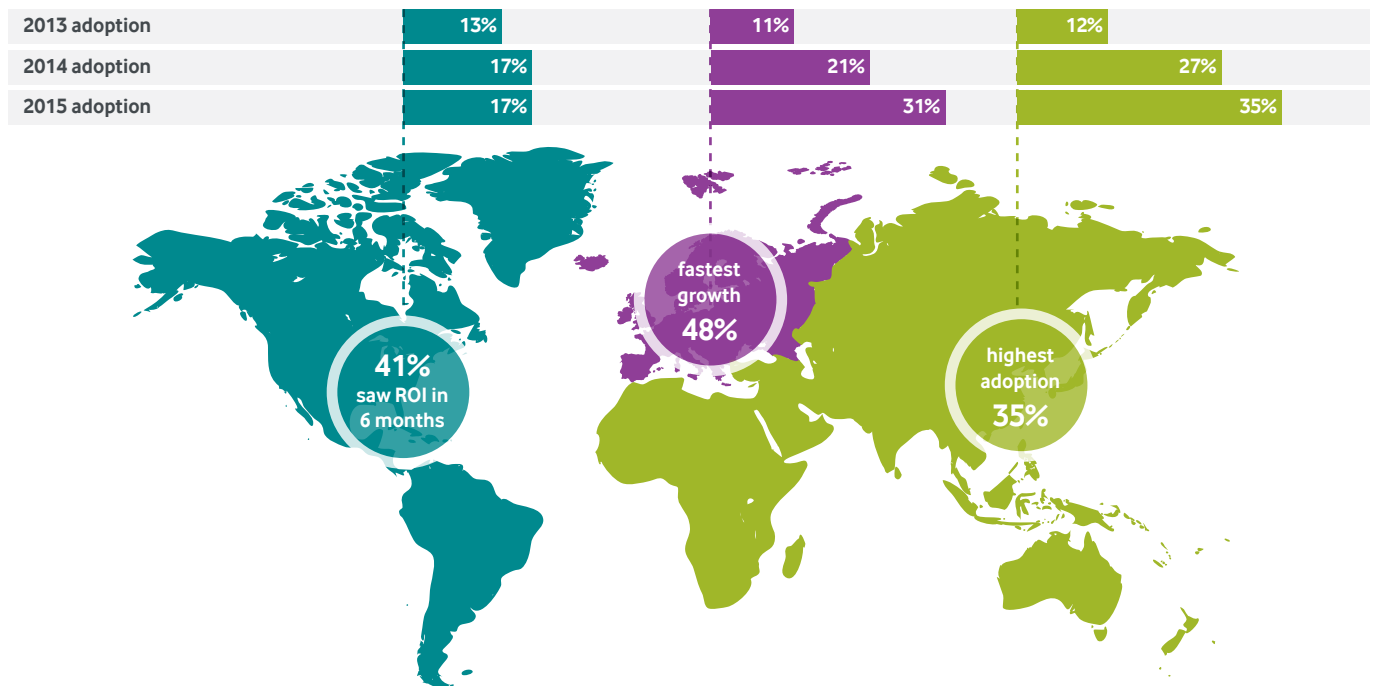 2013 adoption 13% 11% 12%
2014 adoption 17% 21% 27%
2015 adoption 17% 31% 35%
fastest
growth
48%
41%
saw ROI in
6 months
highest
adoption
35%